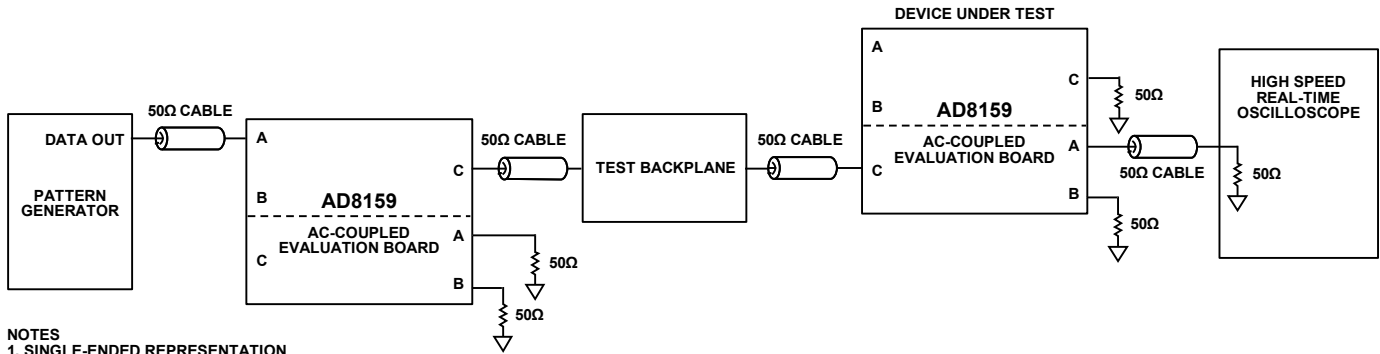 DEVICE UNDER TEST
PATTERN
GENERATOR
DATA OUT
50Ω CABLE
A
B
C
AD8159
AC-COUPLED
EVALUATION BOARD
C
A
B
50Ω
50Ω
50Ω CABLE
TEST BACKPLANE
50Ω CABLE
A
B
C
AD8159
AC-COUPLED
EVALUATION BOARD
C
A
B
50Ω
50Ω
50Ω CABLE
HIGH SPEED
REAL-TIME
OSCILLOSCOPE
50Ω
NOTES
1. SINGLE-ENDED REPRESENTATION